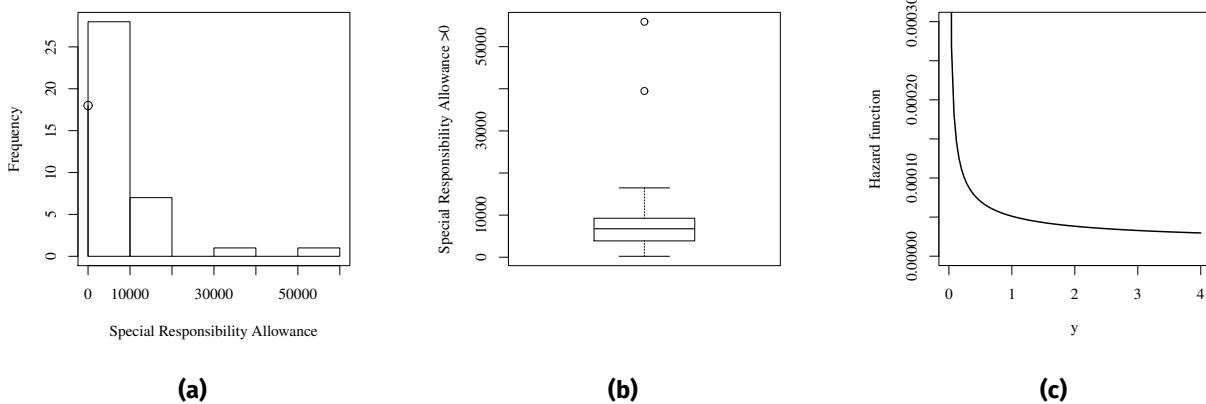 Frequency
0 5 10 15 20 25
0 10000 30000 50000
Special Responsibility Allowance
(a)
Special Responsibility Allowance >0
0 10000 30000 50000
(b)
Hazard function
0.00000 0.00010 0.00020 0.00030
0 1 2 3 4
y
(c)